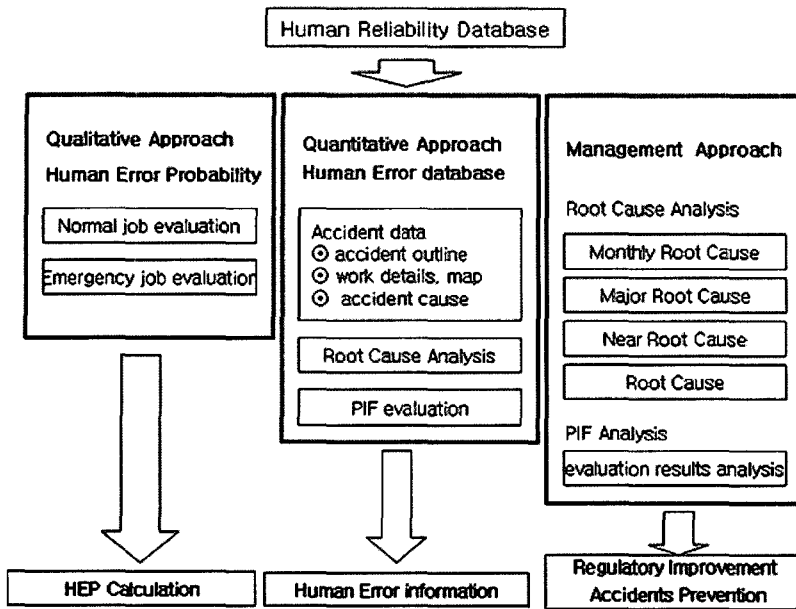 Human Reliability Database
Qualitative Approach
Human Error Probability
Normal job evaluation
Emergency job evaluation
HEP Calculation
Quantitative Approach
Human Error database
Accident data
⊙ accident outline
⊙ work details, map
⊙ accident cause
Root Cause Analysis
PIF evaluation
Human Error information
Management Approach
Root Cause Analysis
Monthly Root Cause
Major Root Cause
Near Root Cause
Root Cause
PIF Analysis
evaluation results analysis
Regulatory Improvement
Accidents Prevention